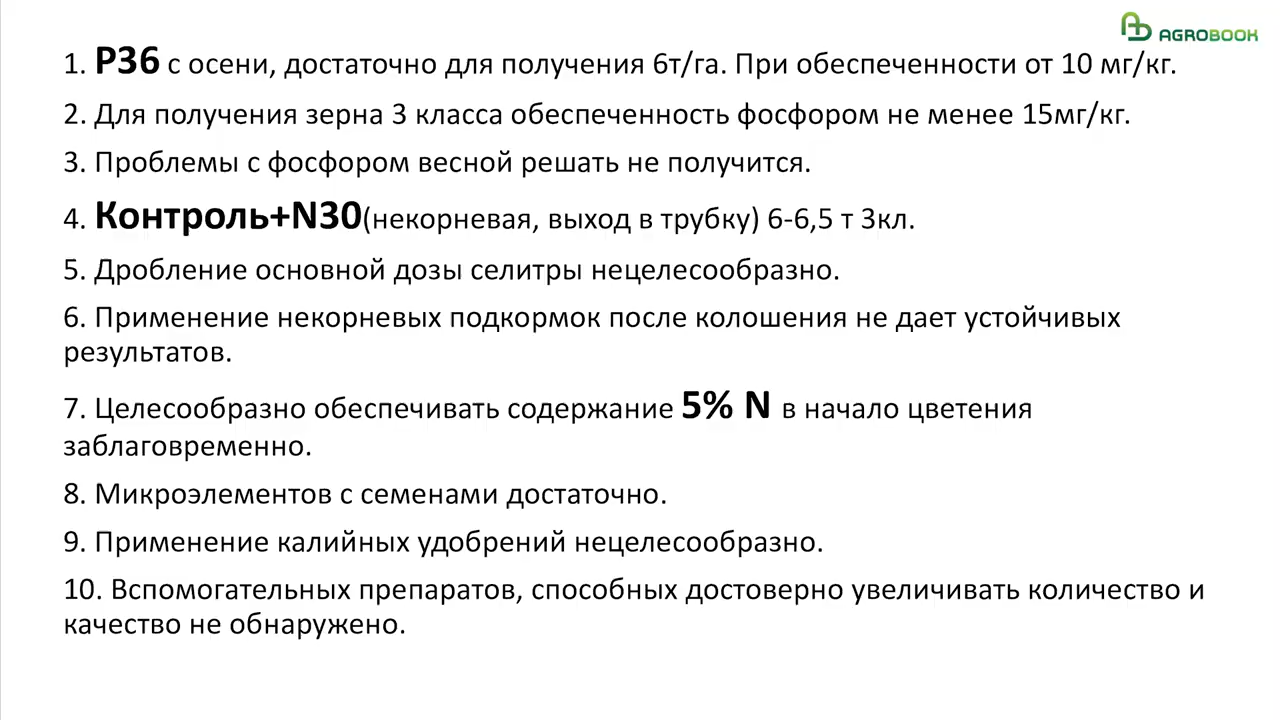 AGROBOOK
1. Р36 с осени, достаточно для получения 6т/га. При обеспеченности от 10 мг/кг.
2. Для получения зерна 3 класса обеспеченность фосфором не менее 15мг/кг.
3. Проблемы с фосфором весной решать не получится.
4. Контроль+N30(некорневая, выход в трубку) 6-6,5 т 3кл.
5. Дробление основной дозы селитры нецелесообразно.
6. Применение некорневых подкормок после колошения не дает устойчивых
результатов.
7. Целесообразно обеспечивать содержание 5% N в начало цветения
заблаговременно.
8. Микроэлементов с семенами достаточно.
9. Применение калийных удобрений нецелесообразно.
10. Вспомогательных препаратов, способных достоверно увеличивать количество и
качество не обнаружено.